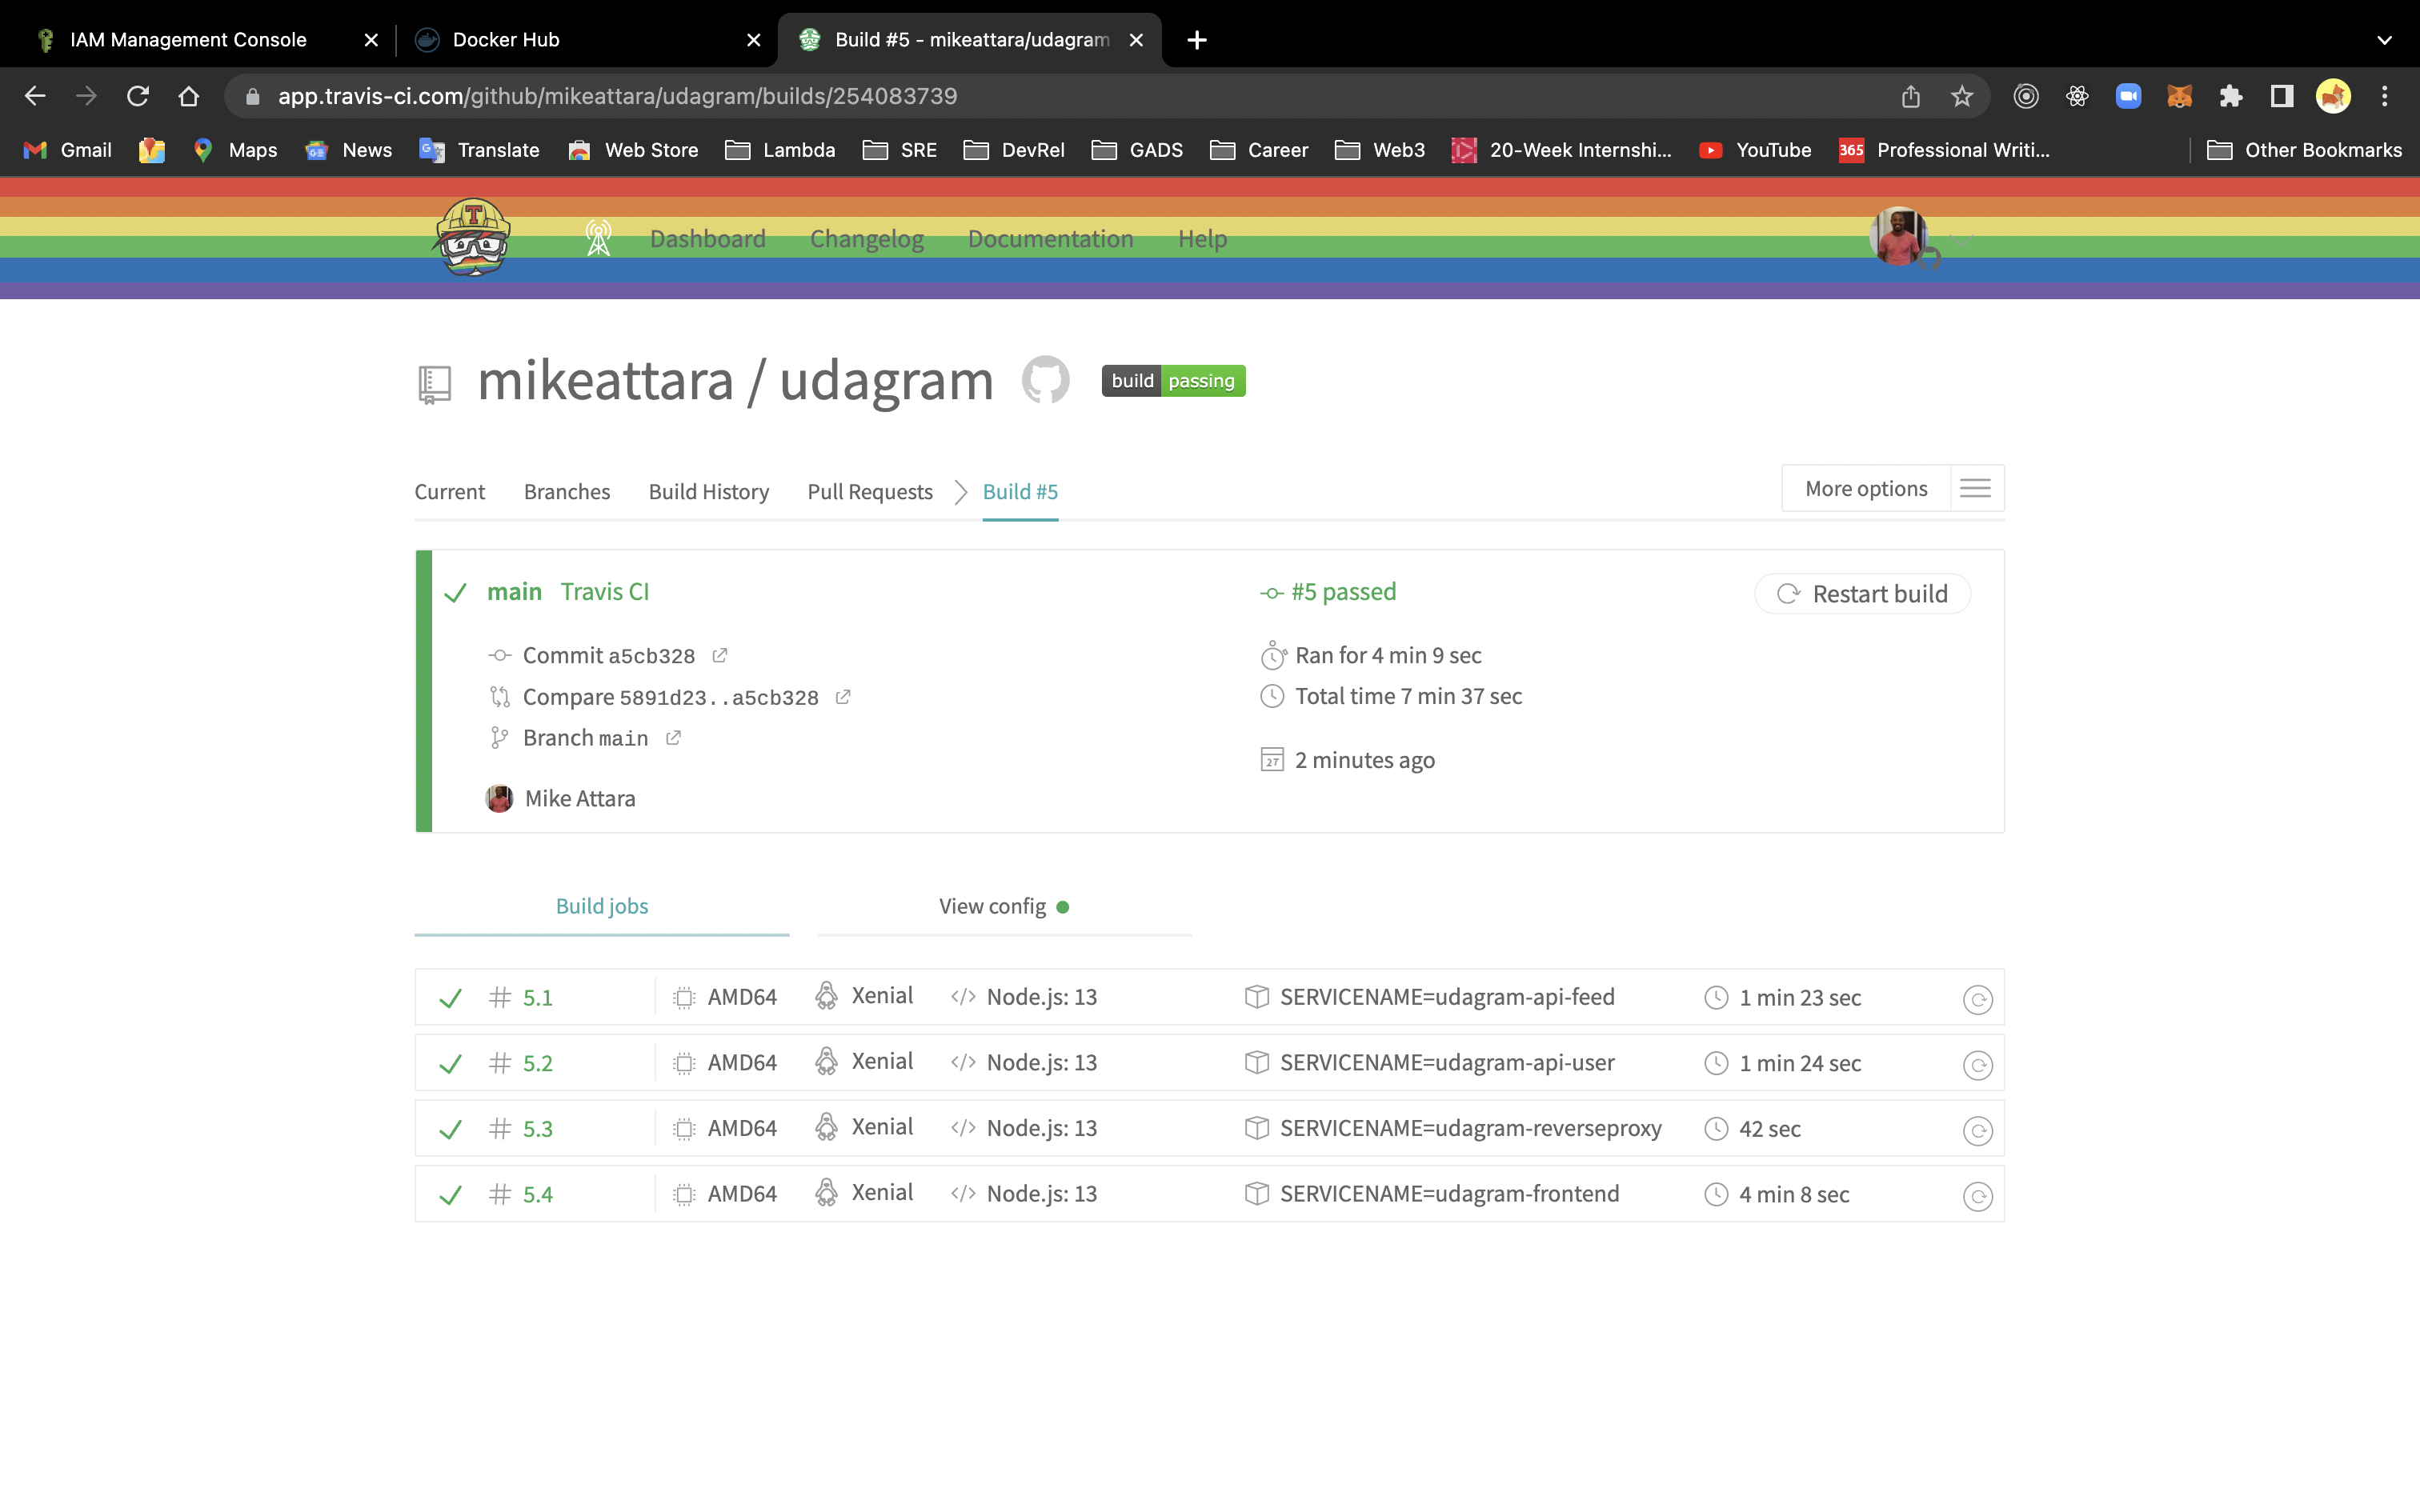 IAM Management Console
Docker Hub
Build #5 - mikeattara/udagram
app.travis-ci.com/github/mikeattara/udagram/builds/254083739
Gmail Maps News Translate Web Store Lambda SRE DevRel GADS Career Web3 20-Week Internshi... YouTube 365 Professional Writi... Other Bookmarks
T
Dashboard Changelog Documentation Help
mikeattara / udagram build passing
Current Branches Build History Pull Requests Build #5 More options
main Travis CI
Commit a5cb328
Compare 5891d23..a5cb328
Branch main
Mike Attara
#5 passed
Ran for 4 min 9 sec
Total time 7 min 37 sec
27 2 minutes ago
Restart build
Build jobs View config
# 5.1 AMD64 Xenial </> Node.js: 13 SERVICENAME=udagram-api-feed 1 min 23 sec
# 5.2 AMD64 Xenial </> Node.js: 13 SERVICENAME=udagram-api-user 1 min 24 sec
# 5.3 AMD64 Xenial </> Node.js: 13 SERVICENAME=udagram-reverseproxy 42 sec
# 5.4 AMD64 Xenial </> Node.js: 13 SERVICENAME=udagram-frontend 4 min 8 sec